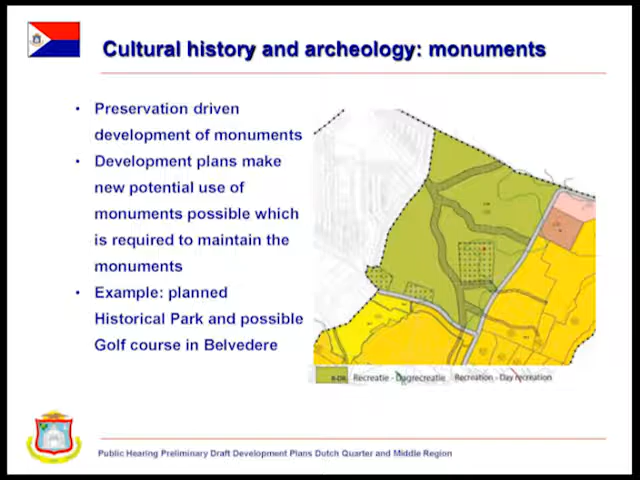 Cultural history and archeology: monuments
• Preservation driven
development of monuments
• Development plans make
new potential use of
monuments possible which
is required to maintain the
monuments
• Example: planned
Historical Park and possible
Golf course in Belvedere
R-DR Recreatie - Dagrecreatie Recreation - Day recreation
Public Hearing Preliminary Draft Development Plans Dutch Quarter and Middle Region